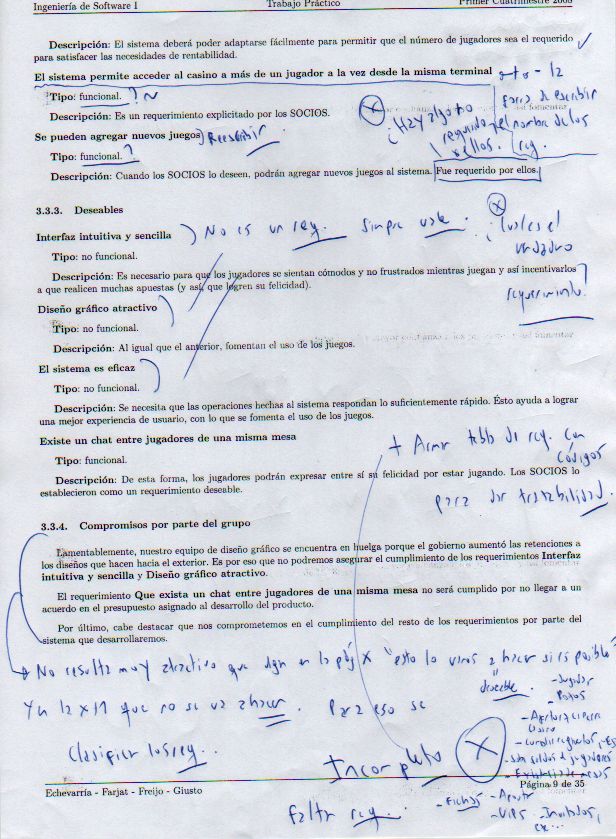 Ingeniería de Software I Trabajo Práctico Primer Cuatrimestre
Descripción: El sistema deberá poder adaptarse fácilmente para permitir que el número de jugadores sea el requerido
para satisfacer las necesidades de rentabilidad.
El sistema permite acceder al casino a más de un jugador a la vez desde la misma terminal
Tipo: funcional. ?
Descripción: Es un requerimiento explicitado por los SOCIOS.
Se pueden agregar nuevos juegos Reescribir
Tipo: funcional. ?
Descripción: Cuando los SOCIOS lo deseen, podrán agregar nuevos juegos al sistema. Fue requerido por ellos.
forma de escribir
el nombre de los
req.
¿Hay algo no
requerido x ellos.
3.3.3. Deseables
Interfaz intuitiva y sencilla No es un req. Siempre vale. ¿Cuál es el
verdadero
requerimiento?
Tipo: no funcional.
Descripción: Es necesario para que los jugadores se sientan cómodos y no frustrados mientras juegan y así incentivarlos
a que realicen muchas apuestas (y así, que logren su felicidad).
Diseño gráfico atractivo
Tipo: no funcional.
Descripción: Al igual que el anterior, fomentan el uso de los juegos.
El sistema es eficaz
Tipo: no funcional.
Descripción: Se necesita que las operaciones hechas al sistema respondan lo suficientemente rápido. Ésto ayuda a lograr
una mejor experiencia de usuario, con lo que se fomenta el uso de los juegos.
Existe un chat entre jugadores de una misma mesa
+ Armar tabla de req. con
códigos
para dar trazabilidad.
Tipo: funcional.
Descripción: De esta forma, los jugadores podrán expresar entre sí su felicidad por estar jugando. Los SOCIOS lo
establecieron como un requerimiento deseable.
3.3.4. Compromisos por parte del grupo
Lamentablemente, nuestro equipo de diseño gráfico se encuentra en huelga porque el gobierno aumentó las retenciones a
los diseños que hacen hacia el exterior. Es por eso que no podremos asegurar el cumplimiento de los requerimientos Interfaz
intuitiva y sencilla y Diseño gráfico atractivo.
El requerimiento Que exista un chat entre jugadores de una misma mesa no será cumplido por no llegar a un
acuerdo en el presupuesto asignado al desarrollo del producto.
Por último, cabe destacar que nos comprometemos en el cumplimiento del resto de los requerimientos por parte del
sistema que desarrollaremos.
No resulta muy atractivo que digan en la pág X "esto lo vamos a hacer si es posible"
deseable.
Y en la x+1 que no se va a hacer. Para eso se
Clasifican los req..
Incompleto
Faltan req.
- Jugador
- Fichas
- VIPS - Invitados,
Echevarría - Farjat - Freijo - Giusto Página 9 de 35